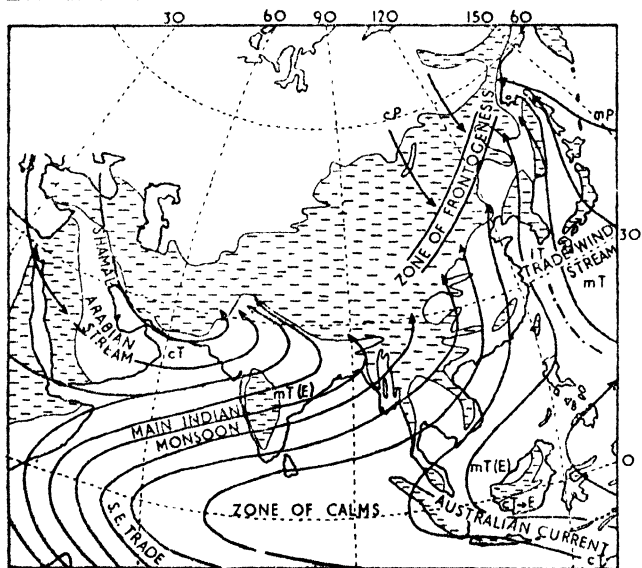 30 60 90 120 150 60
cP
mP
ZONE OF FRONTOGENESIS
30
TRADE WIND
STREAM
mT
SHAMAL
ARABIAN
STREAM
cT
mT(E)
MAIN INDIAN
MONSOON
mT(E)
0
cT→E
ZONE OF CALMS
S.E. TRADE
AUSTRALIAN CURRENT
cT